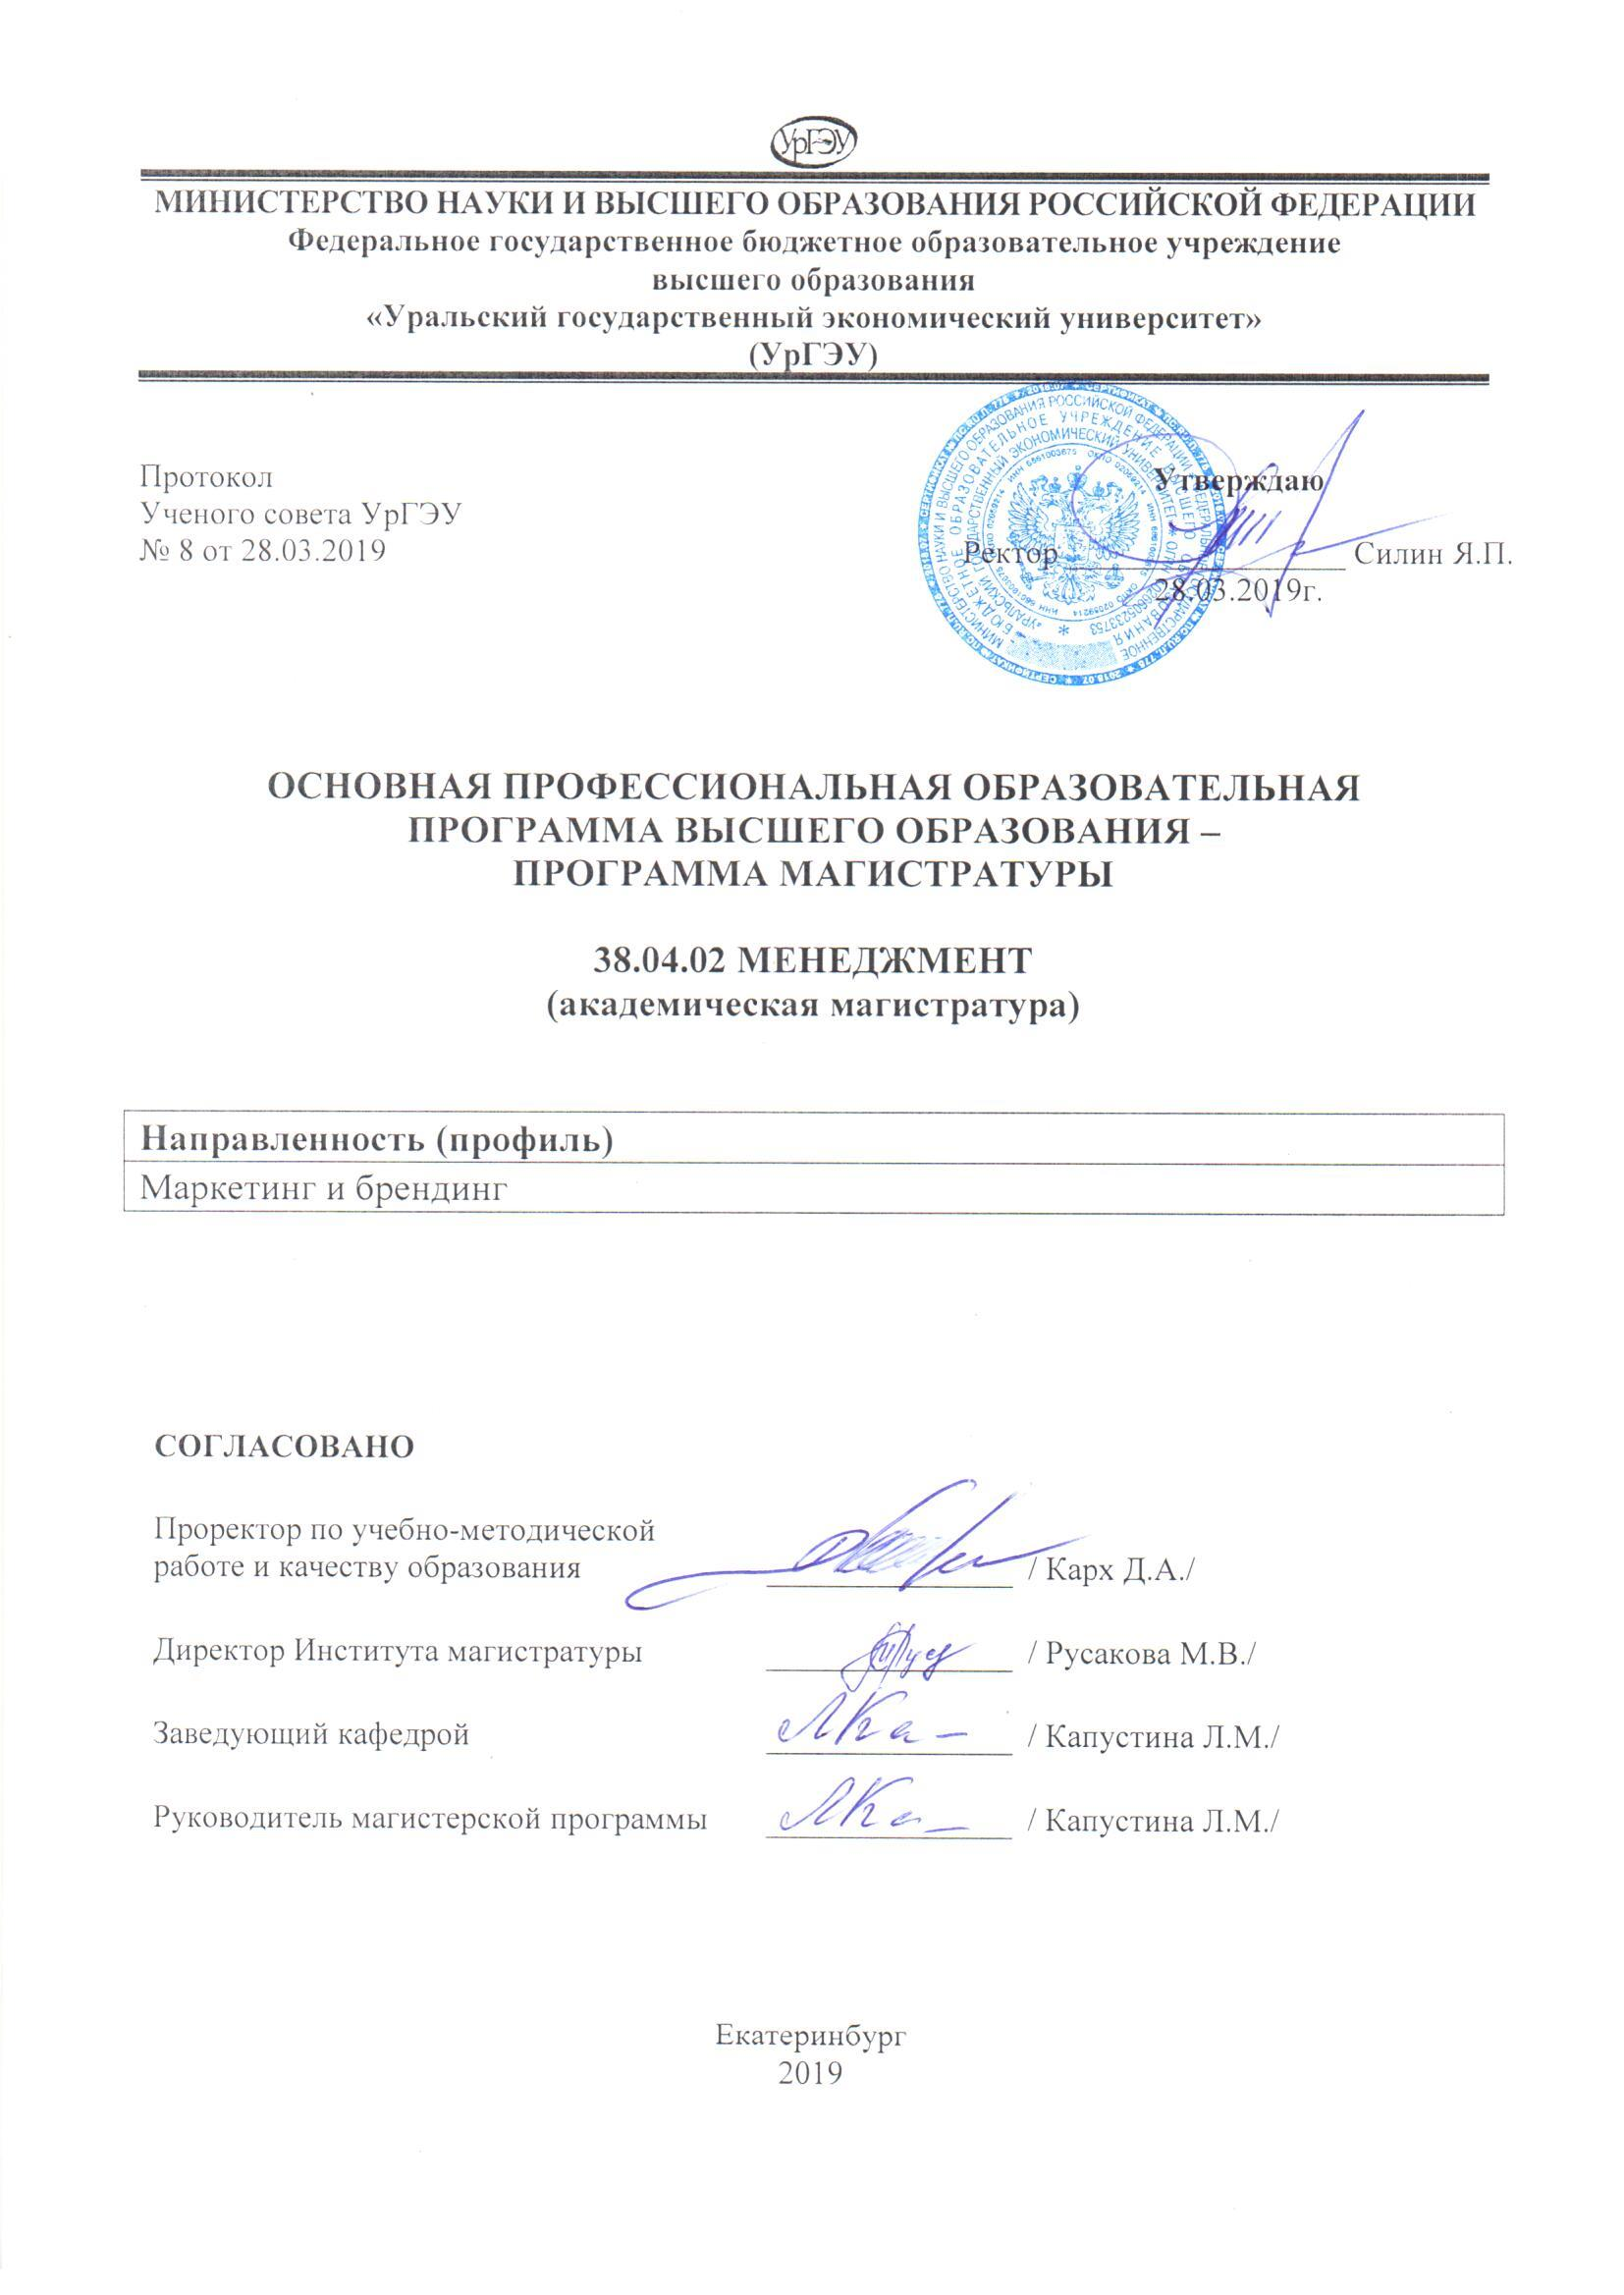 УрГЭУ
МИНИСТЕРСТВО НАУКИ И ВЫСШЕГО ОБРАЗОВАНИЯ РОССИЙСКОЙ ФЕДЕРАЦИИ
Федеральное государственное бюджетное образовательное учреждение
высшего образования
«Уральский государственный экономический университет»
(УрГЭУ)
Протокол
Ученого совета УрГЭУ
№ 8 от 28.03.2019
Утверждаю
Ректор Силин Я.П.
28.03.2019г.
ОСНОВНАЯ ПРОФЕССИОНАЛЬНАЯ ОБРАЗОВАТЕЛЬНАЯ
ПРОГРАММА ВЫСШЕГО ОБРАЗОВАНИЯ –
ПРОГРАММА МАГИСТРАТУРЫ
38.04.02 МЕНЕДЖМЕНТ
(академическая магистратура)
Направленность (профиль)
Маркетинг и брендинг
СОГЛАСОВАНО
Проректор по учебно-методической
работе и качеству образования / Карх Д.А./
Директор Института магистратуры / Русакова М.В./
Заведующий кафедрой / Капустина Л.М./
Руководитель магистерской программы / Капустина Л.М./
Екатеринбург
2019